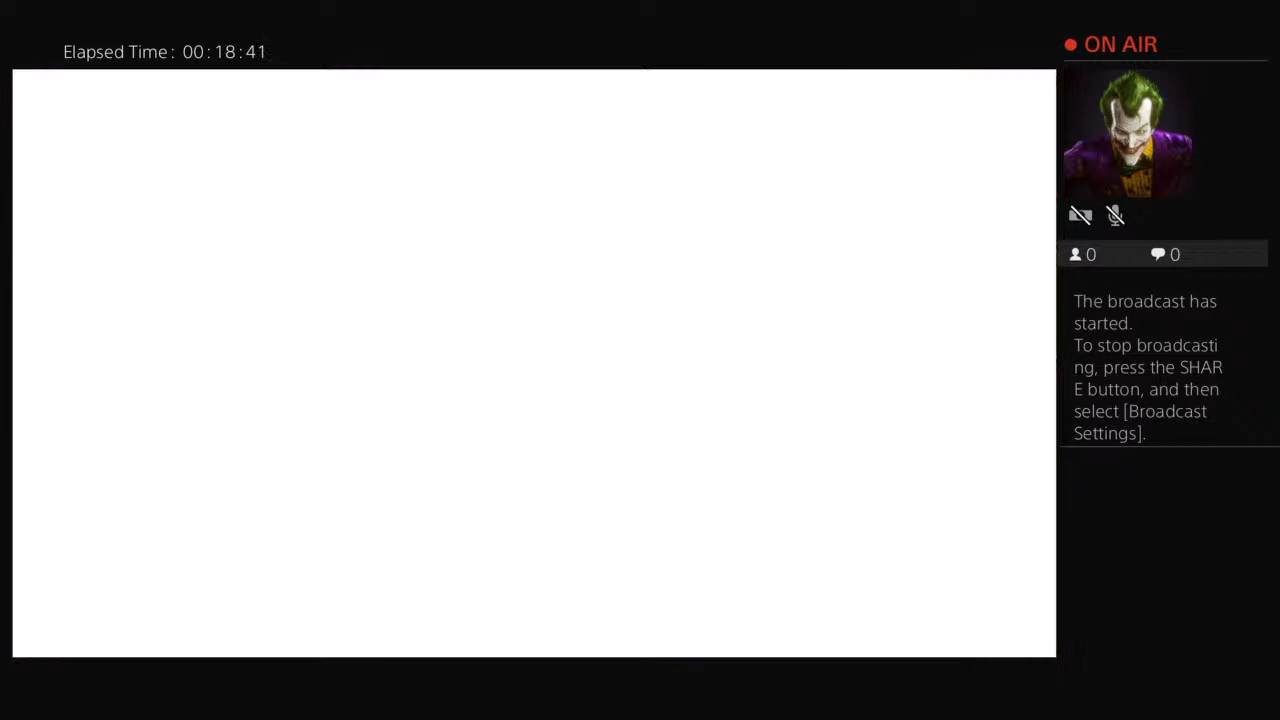 Elapsed Time: 00:18:41
ON AIR
0 0
The broadcast has
started.
To stop broadcasti
ng, press the SHAR
E button, and then
select [Broadcast
Settings].